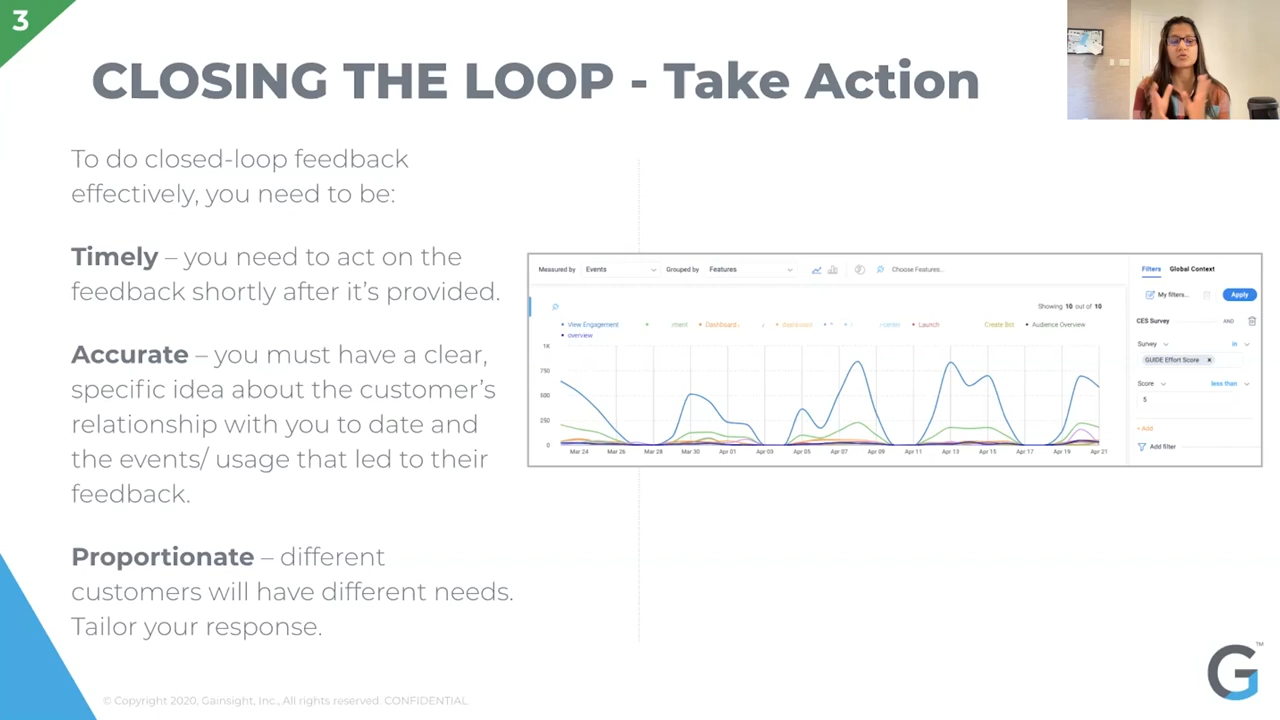 3
CLOSING THE LOOP - Take Action
To do closed-loop feedback
effectively, you need to be:
Timely – you need to act on the
feedback shortly after it's provided.
Accurate – you must have a clear,
specific idea about the customer's
relationship with you to date and
the events/ usage that led to their
feedback.
Proportionate – different
customers will have different needs.
Tailor your response.
Measured by Events Grouped by Features Choose Features...
Showing 10 out of 10
View Engagement Dashboard dashboard Launch Create Bot Audience Overview
overview
1K
750
500
250
0
Mar 24 Mar 26 Mar 28 Mar 30 Apr 01 Apr 03 Apr 05 Apr 07 Apr 09 Apr 11 Apr 13 Apr 15 Apr 17 Apr 19 Apr 21
Filters Global Context
My filters... Apply
CES Survey AND
Survey In
GUIDE Effort Score ×
Score less than
5
+ Add
Add filter
© Copyright 2020, Gainsight, Inc., All rights reserved. CONFIDENTIAL
G™